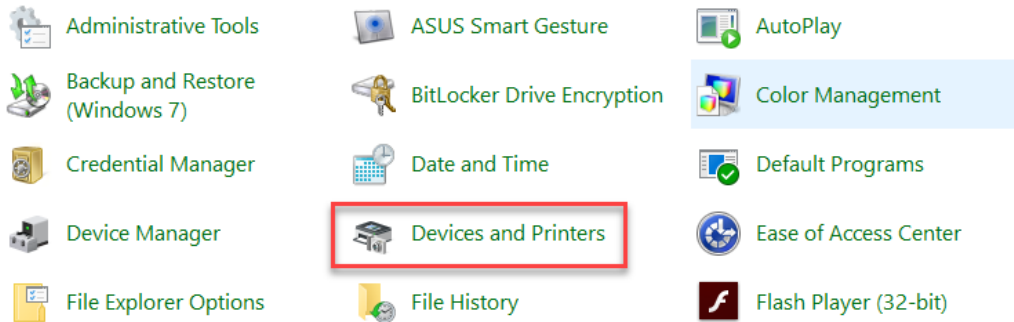 Administrative Tools
ASUS Smart Gesture
AutoPlay
Backup and Restore
(Windows 7)
BitLocker Drive Encryption
Color Management
Credential Manager
Date and Time
Default Programs
Device Manager
Devices and Printers
Ease of Access Center
File Explorer Options
File History
Flash Player (32-bit)